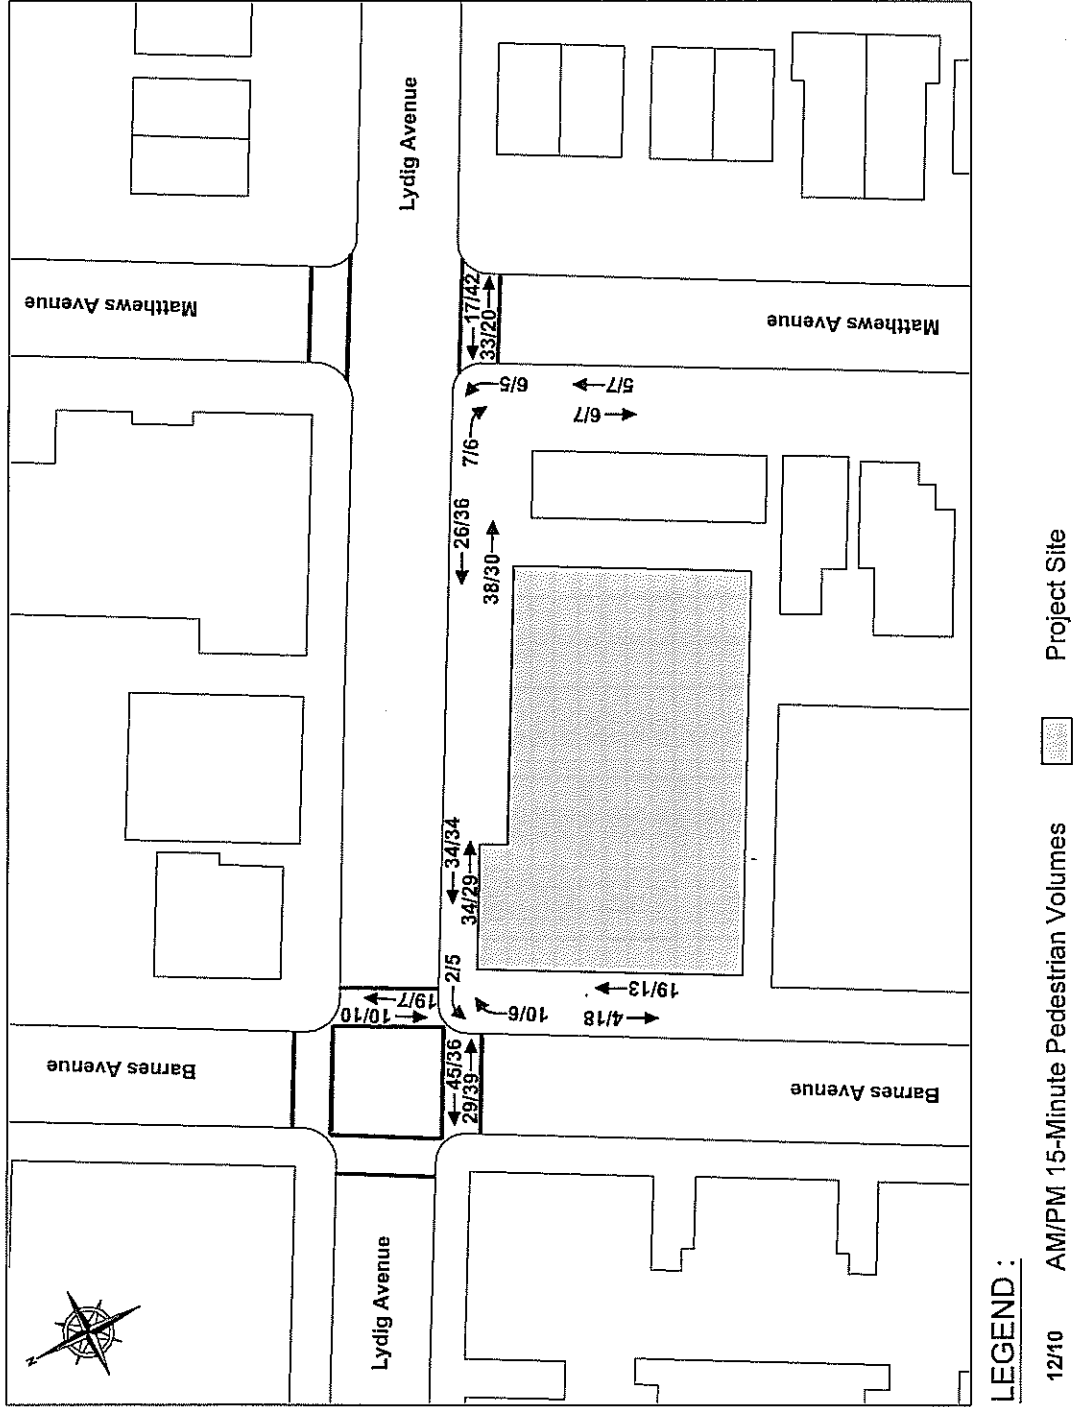 N
Barnes Avenue
Matthews Avenue
Lydig Avenue
Lydig Avenue
10/10
19/7
45/36
29/39
2/5
34/34
34/29
26/36
38/30
7/6
17/42
33/20
10/6
6/5
4/18
19/13
6/7
5/7
Barnes Avenue
Matthews Avenue
LEGEND :
12/10 AM/PM 15-Minute Pedestrian Volumes Project Site